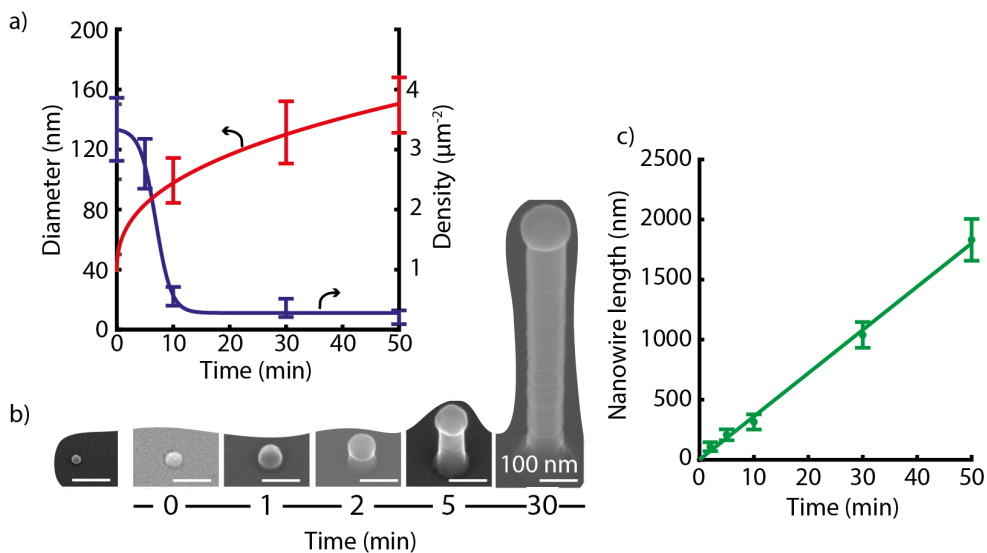 a)
200
160
120
80
40
0
Diameter (nm)
4
3
2
1
Density (μm⁻²)
0 10 20 30 40 50
Time (min)
b)
100 nm
0 1 2 5 30
Time (min)
c)
2500
2000
1500
1000
500
0
Nanowire length (nm)
0 10 20 30 40 50
Time (min)